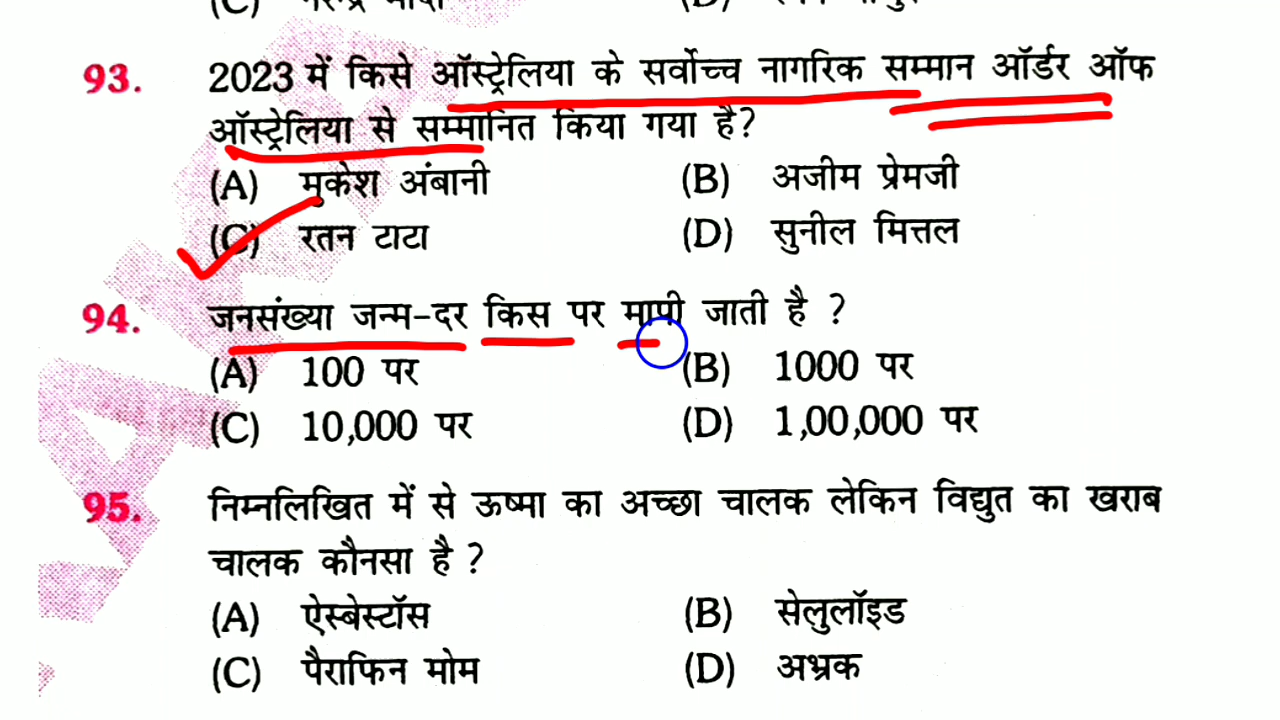 93. 2023 में किसे ऑस्ट्रेलिया के सर्वोच्च नागरिक सम्मान ऑर्डर ऑफ
ऑस्ट्रेलिया से सम्मानित किया गया है?
(A) मुकेश अंबानी (B) अजीम प्रेमजी
(C) रतन टाटा (D) सुनील मित्तल
94. जनसंख्या जन्म-दर किस पर मापी जाती है ?
(A) 100 पर (B) 1000 पर
(C) 10,000 पर (D) 1,00,000 पर
95. निम्नलिखित में से ऊष्मा का अच्छा चालक लेकिन विद्युत का खराब
चालक कौनसा है ?
(A) ऐस्बेस्टॉस (B) सेलुलॉइड
(C) पैराफिन मोम (D) अभ्रक